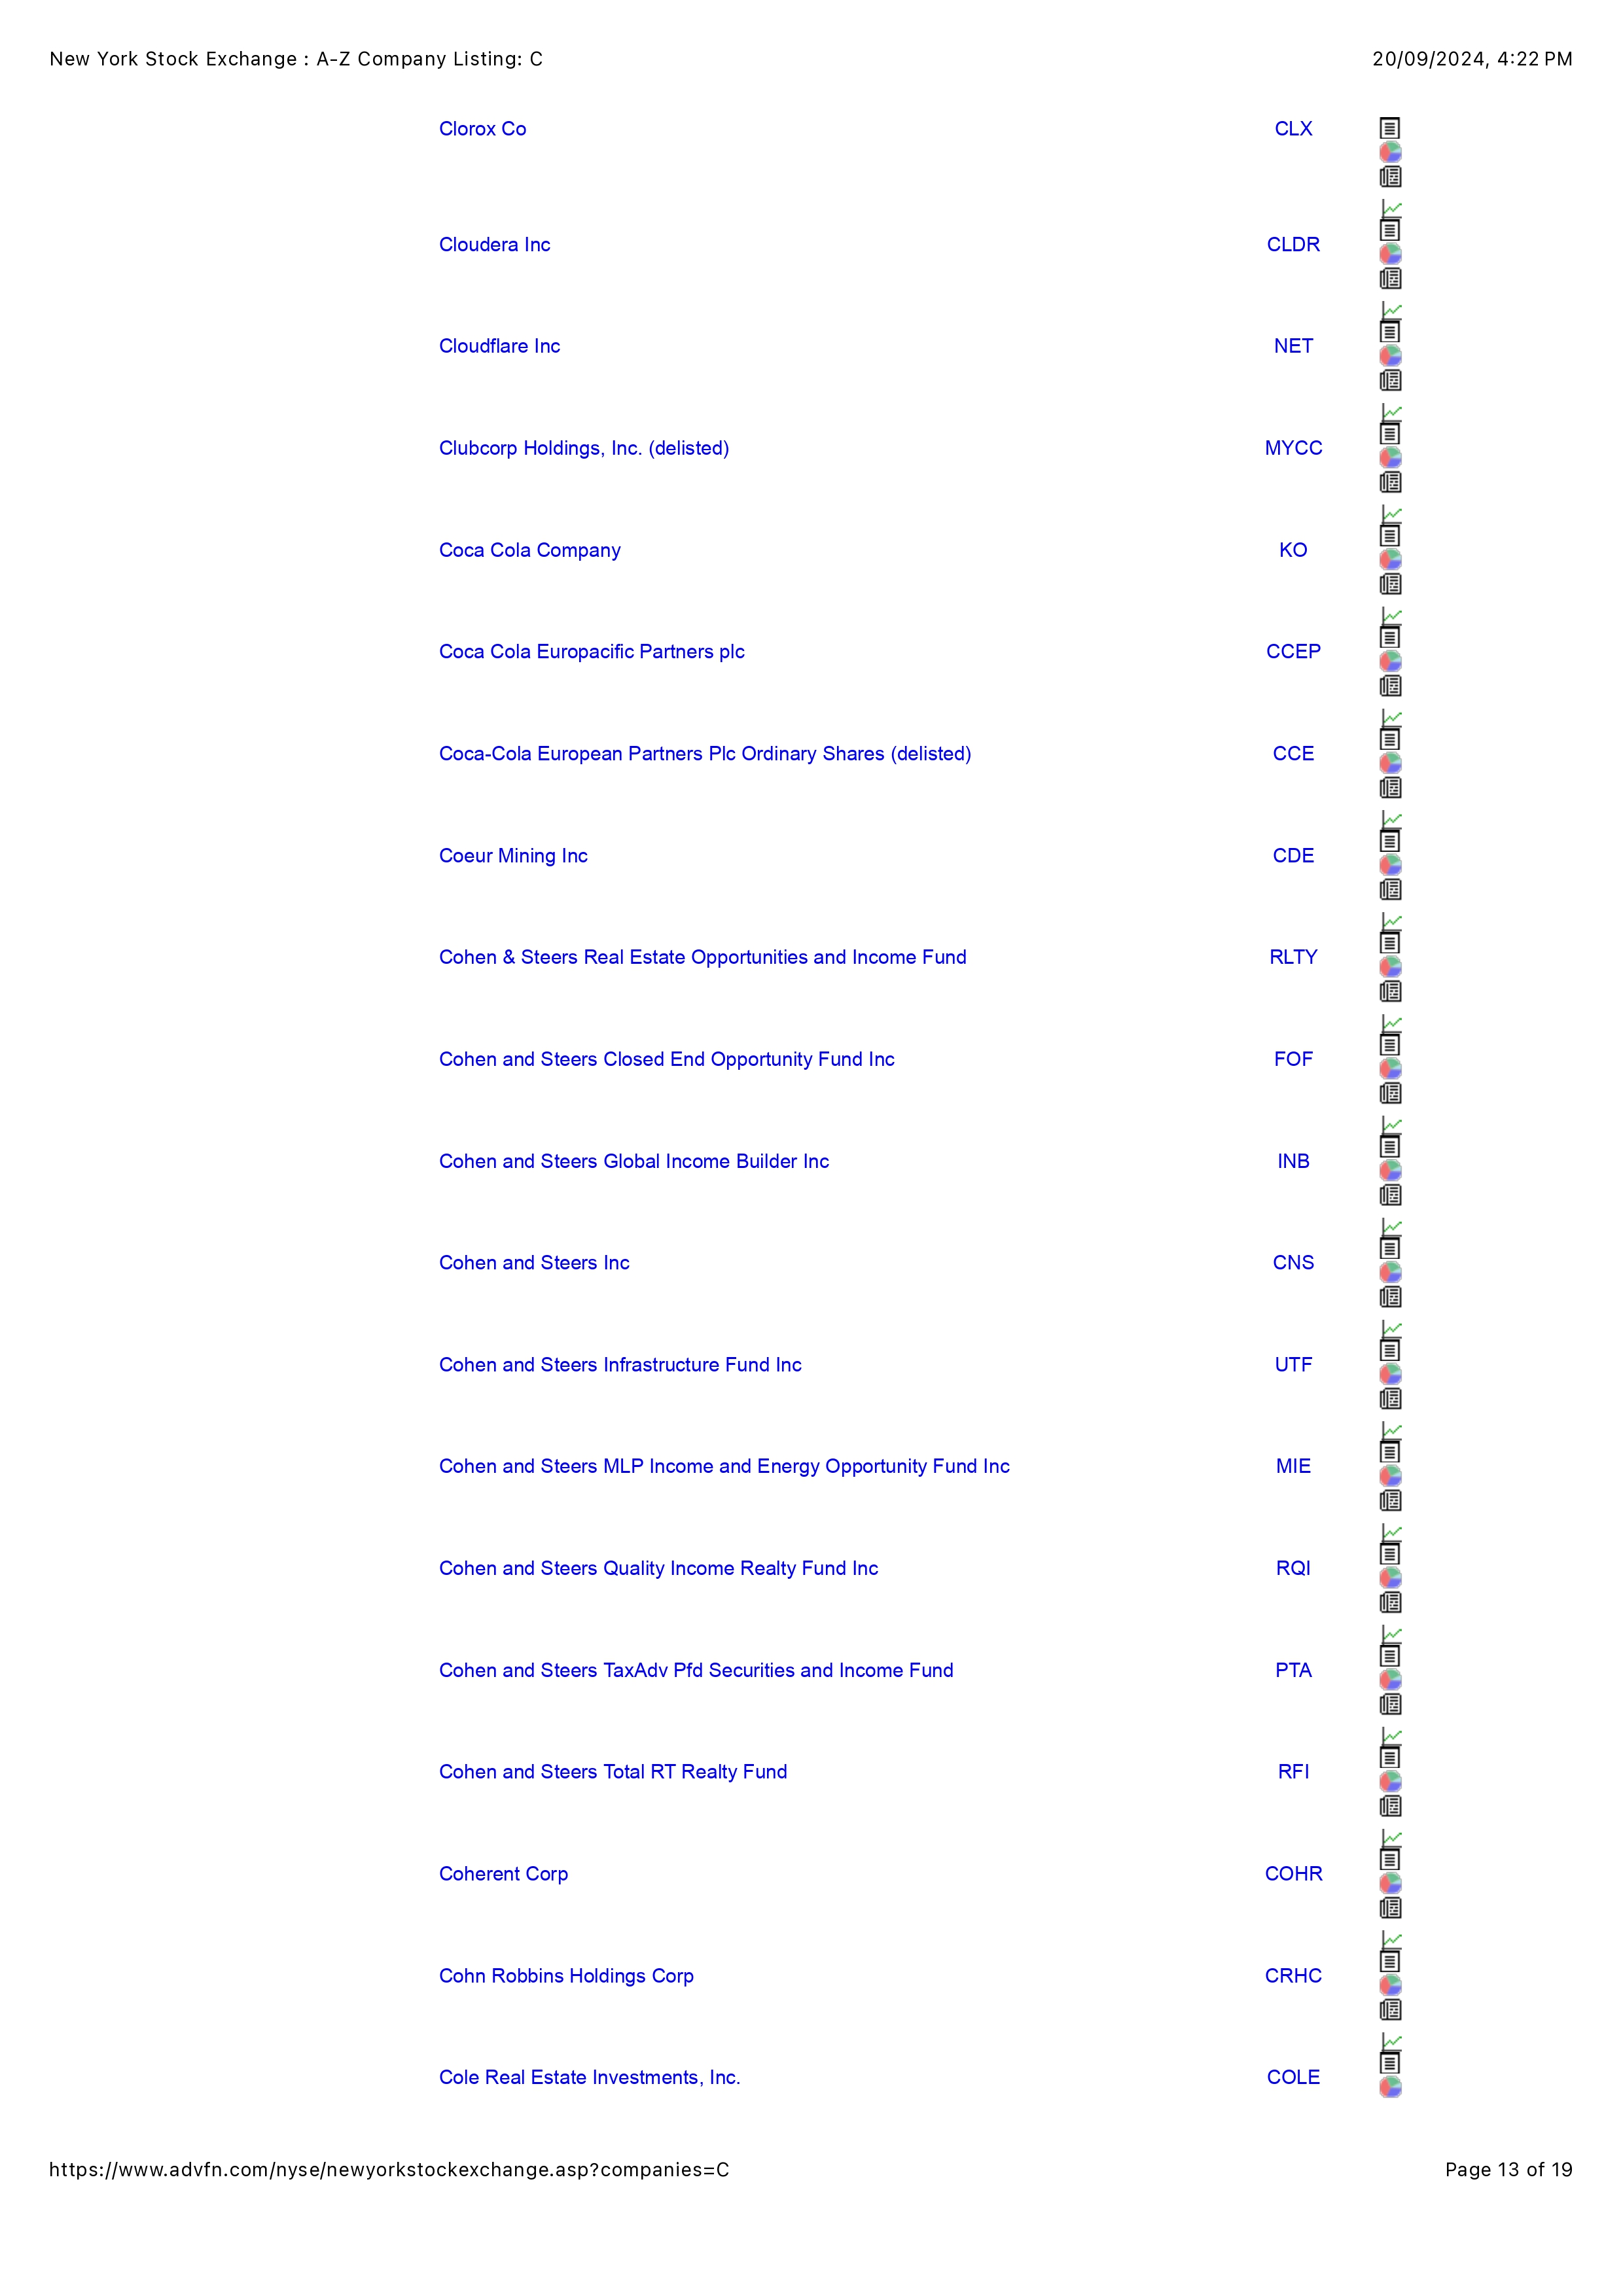 New York Stock Exchange : A-Z Company Listing: C 20/09/2024, 4:22 PM
Clorox Co CLX
Cloudera Inc CLDR
Cloudflare Inc NET
Clubcorp Holdings, Inc. (delisted) MYCC
Coca Cola Company KO
Coca Cola Europacific Partners plc CCEP
Coca-Cola European Partners Plc Ordinary Shares (delisted) CCE
Coeur Mining Inc CDE
Cohen & Steers Real Estate Opportunities and Income Fund RLTY
Cohen and Steers Closed End Opportunity Fund Inc FOF
Cohen and Steers Global Income Builder Inc INB
Cohen and Steers Inc CNS
Cohen and Steers Infrastructure Fund Inc UTF
Cohen and Steers MLP Income and Energy Opportunity Fund Inc MIE
Cohen and Steers Quality Income Realty Fund Inc RQI
Cohen and Steers TaxAdv Pfd Securities and Income Fund PTA
Cohen and Steers Total RT Realty Fund RFI
Coherent Corp COHR
Cohn Robbins Holdings Corp CRHC
Cole Real Estate Investments, Inc. COLE
https://www.advfn.com/nyse/newyorkstockexchange.asp?companies=C Page 13 of 19